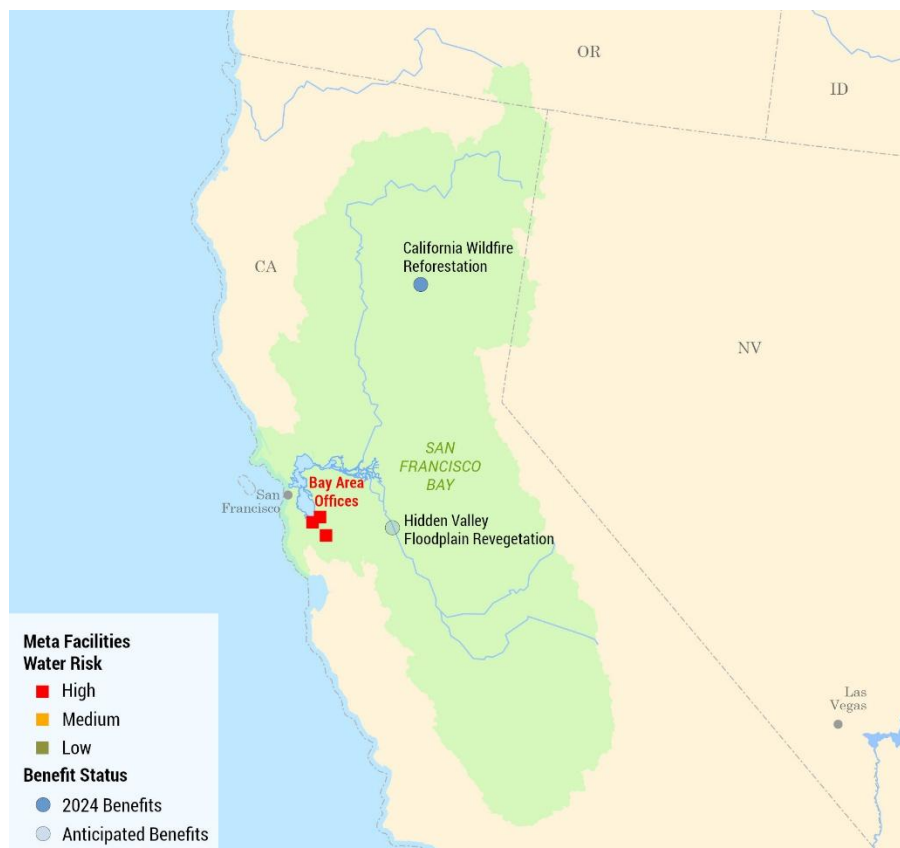 OR
ID
California Wildfire
Reforestation
CA
NV
SAN
FRANCISCO
BAY
Bay Area
Offices
San
Francisco
Hidden Valley
Floodplain Revegetation
Meta Facilities
Water Risk
High
Medium
Low
Benefit Status
2024 Benefits
Anticipated Benefits
Las
Vegas